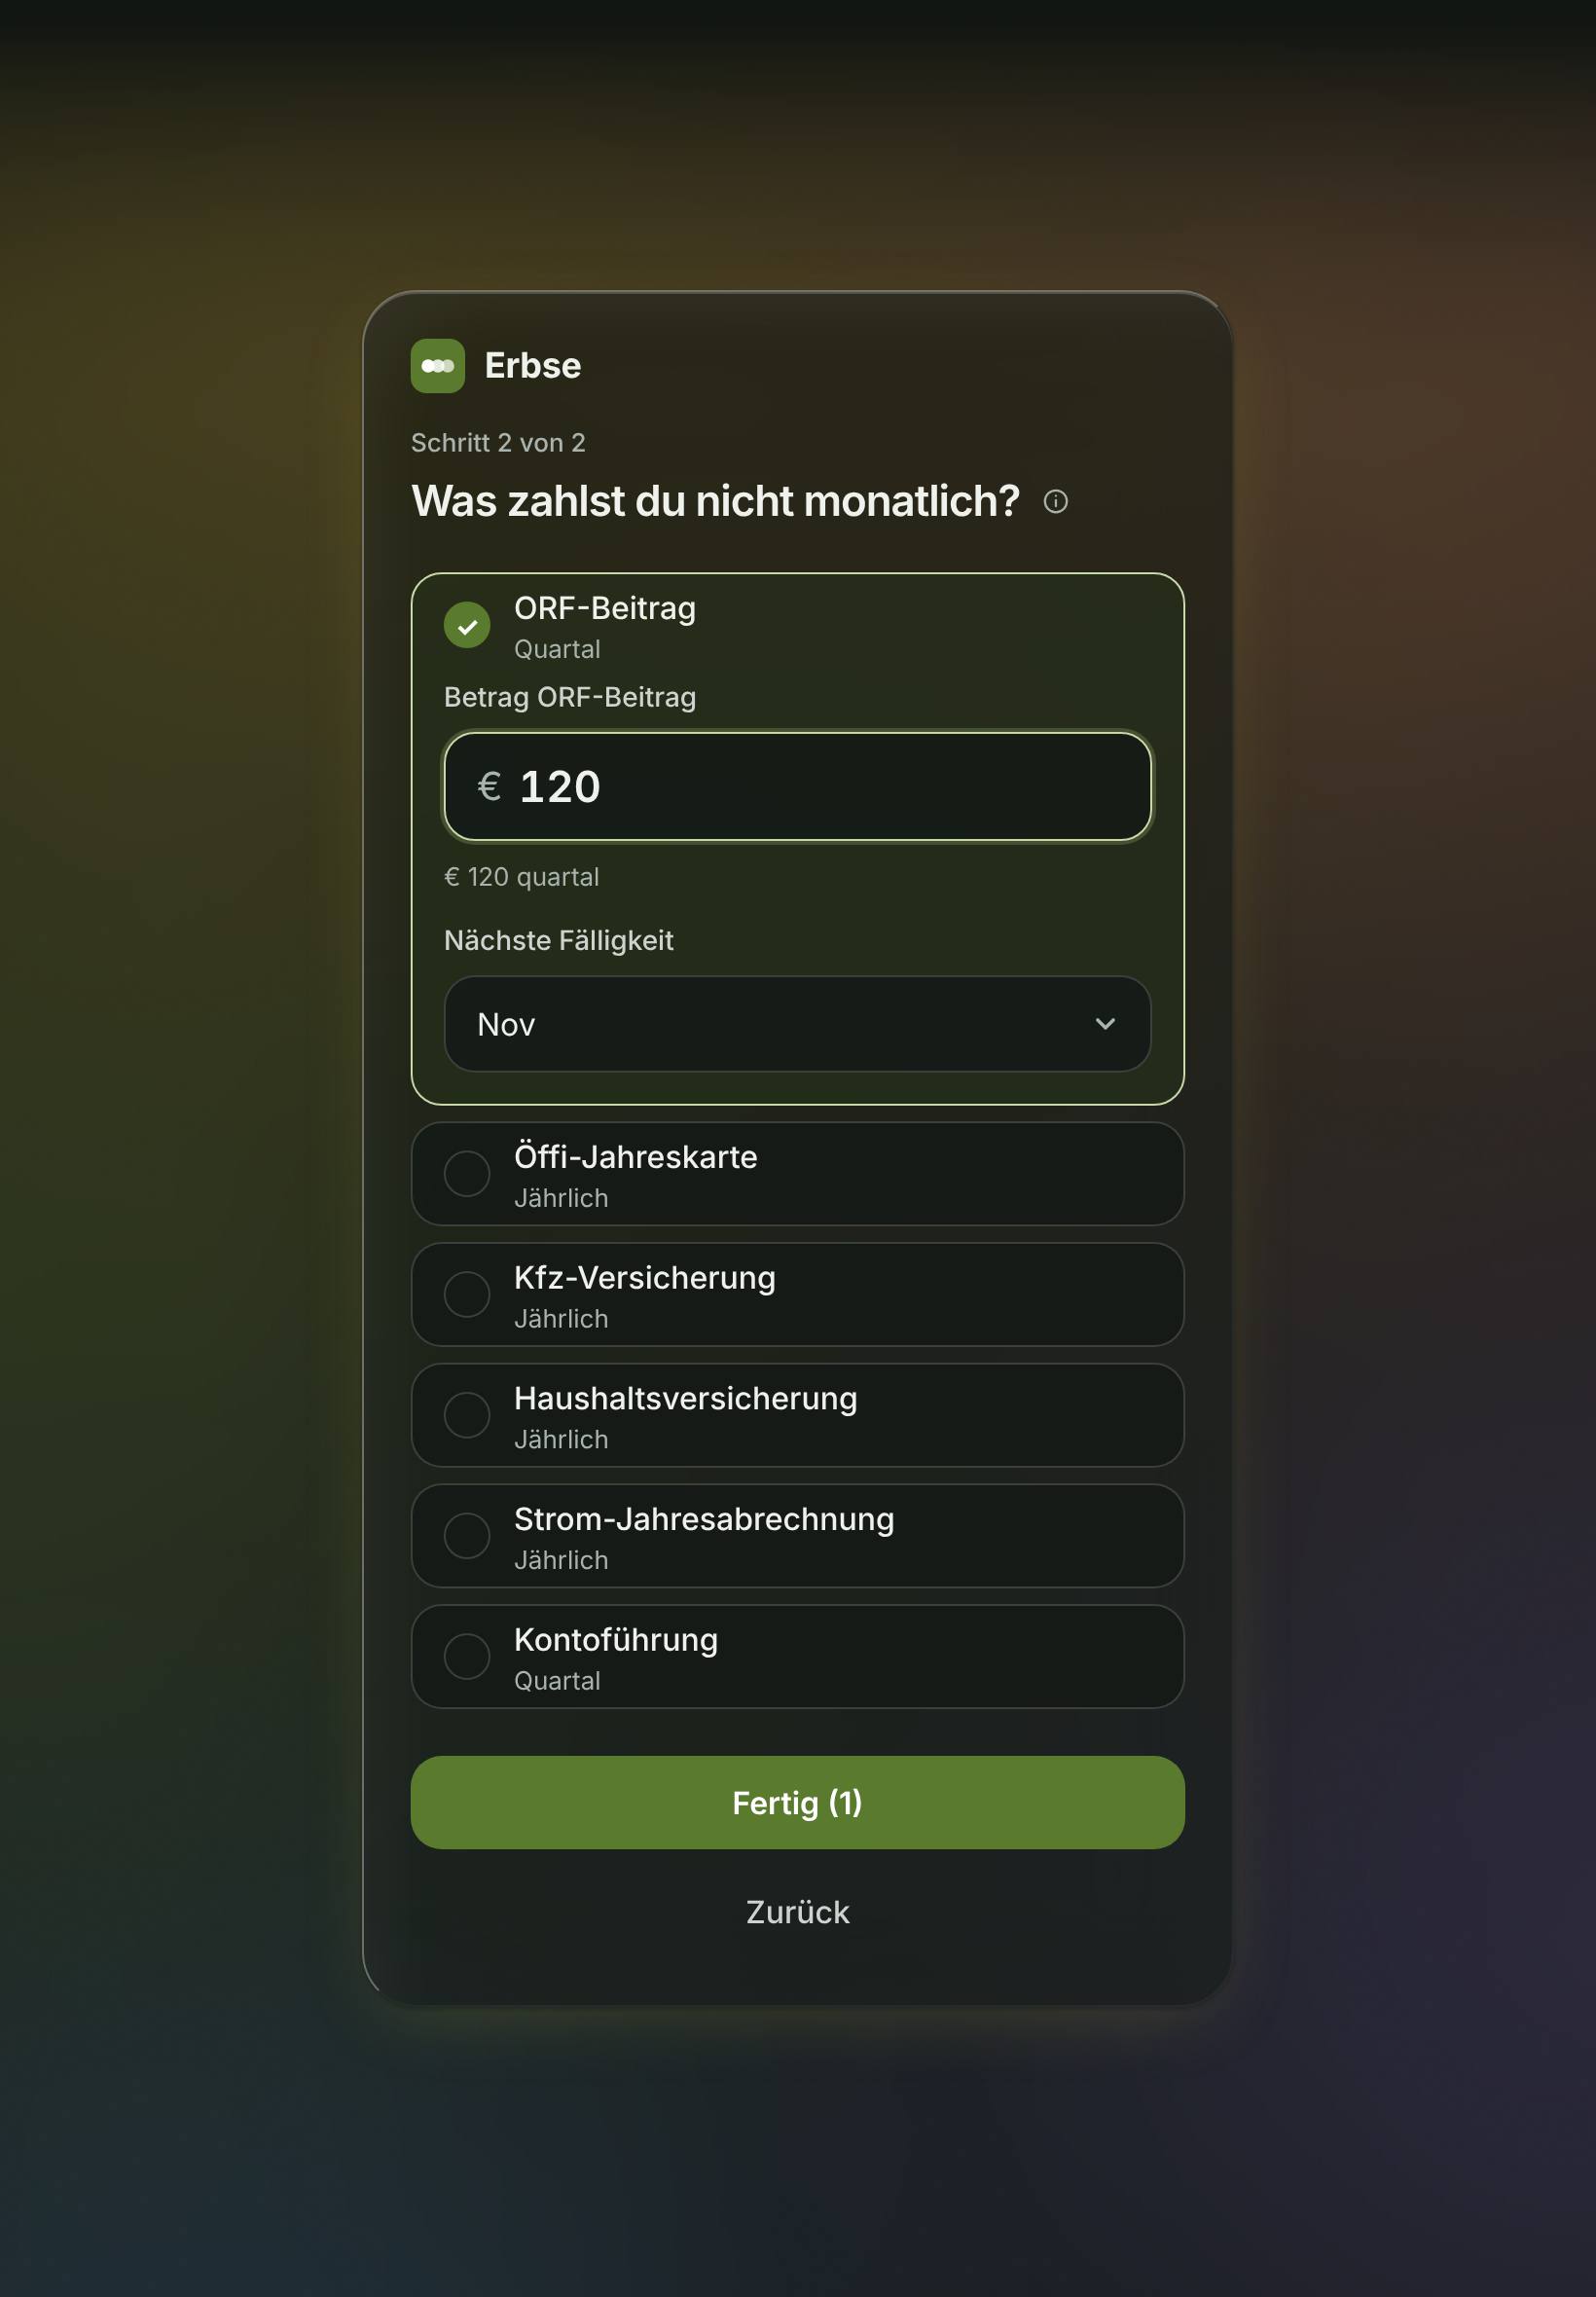 Erbse
Schritt 2 von 2
Was zahlst du nicht monatlich?
ORF-Beitrag
Quartal
Betrag ORF-Beitrag
€ 120
€ 120 quartal
Nächste Fälligkeit
Nov
Öffi-Jahreskarte
Jährlich
Kfz-Versicherung
Jährlich
Haushaltsversicherung
Jährlich
Strom-Jahresabrechnung
Jährlich
Kontoführung
Quartal
Fertig (1)
Zurück